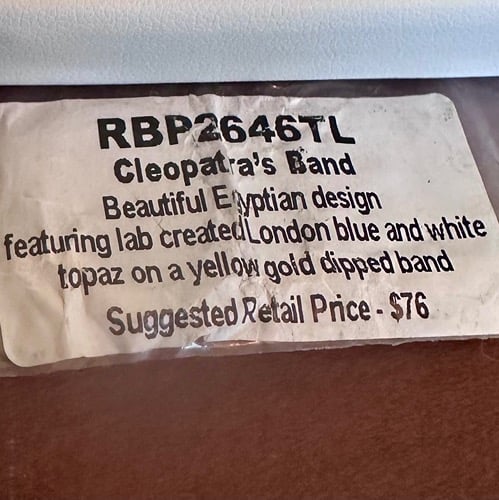 RBP2646TL
Cleopatra's Band
Beautiful Egyptian design
featuring lab created London blue and white
topaz on a yellow gold dipped band
Suggested Retail Price - $76